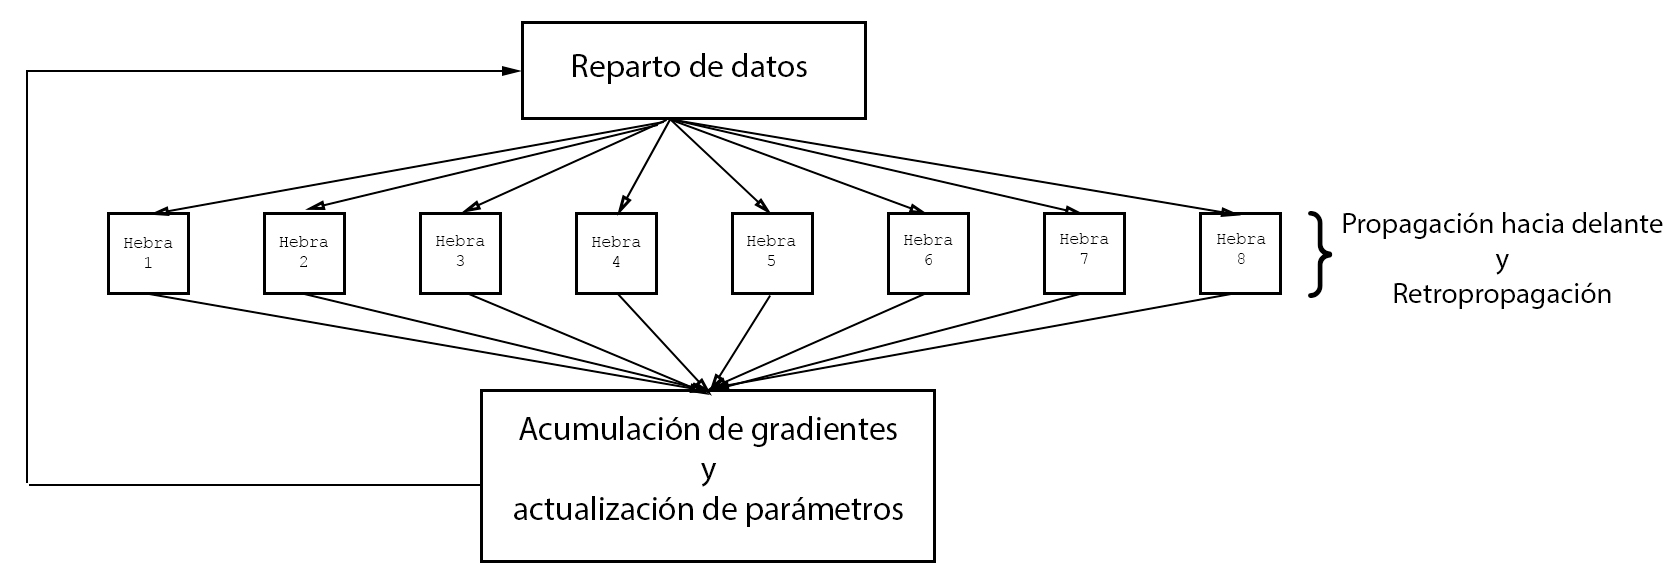 Reparto de datos
Hebra
1
Hebra
2
Hebra
3
Hebra
4
Hebra
5
Hebra
6
Hebra
7
Hebra
8
Propagación hacia delante
y
Retropropagación
Acumulación de gradientes
y
actualización de parámetros